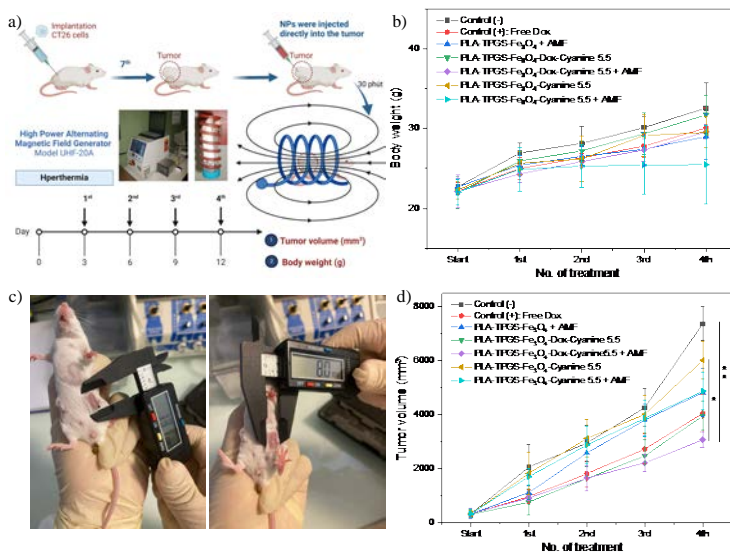 a)
Implantation
CT26 cells
7th
Tumor
NPs were injected
directly into the tumor
Tumor
30 phút
High Power Alternating
Magnetic Field Generator
Model UHF-20A
Hperthermia
1st
2nd
3rd
4th
Day
0
3
6
9
12
1 Tumor volume (mm³)
2 Body weight (g)
b)
Control (-)
Control (+): Free Dox
PLA-TPGS-Fe3O4 + AMF
PLA-TPGS-Fe3O4-Dox-Cyanine 5.5
PLA-TPGS-Fe3O4-Dox-Cyanine 5.5 + AMF
PLA-TPGS-Fe3O4-Cyanine 5.5
PLA-TPGS-Fe3O4-Cyanine 5.5 + AMF
Body weight (g)
40
30
20
Start
1st
2nd
3rd
4th
No. of treatment
c)
8.0
d)
Control (-)
Control (+): Free Dox
PLA-TPGS-Fe3O4 + AMF
PLA-TPGS-Fe3O4-Dox-Cyanine 5.5
PLA-TPGS-Fe3O4-Dox-Cyanine5.5 + AMF
PLA-TPGS-Fe3O4-Cyanine 5.5
PLA-TPGS-Fe3O4-Cyanine 5.5 + AMF
Tumor volume (mm³)
8000
6000
4000
2000
0
*
**
Start
1st
2nd
3rd
4th
No. of treatment